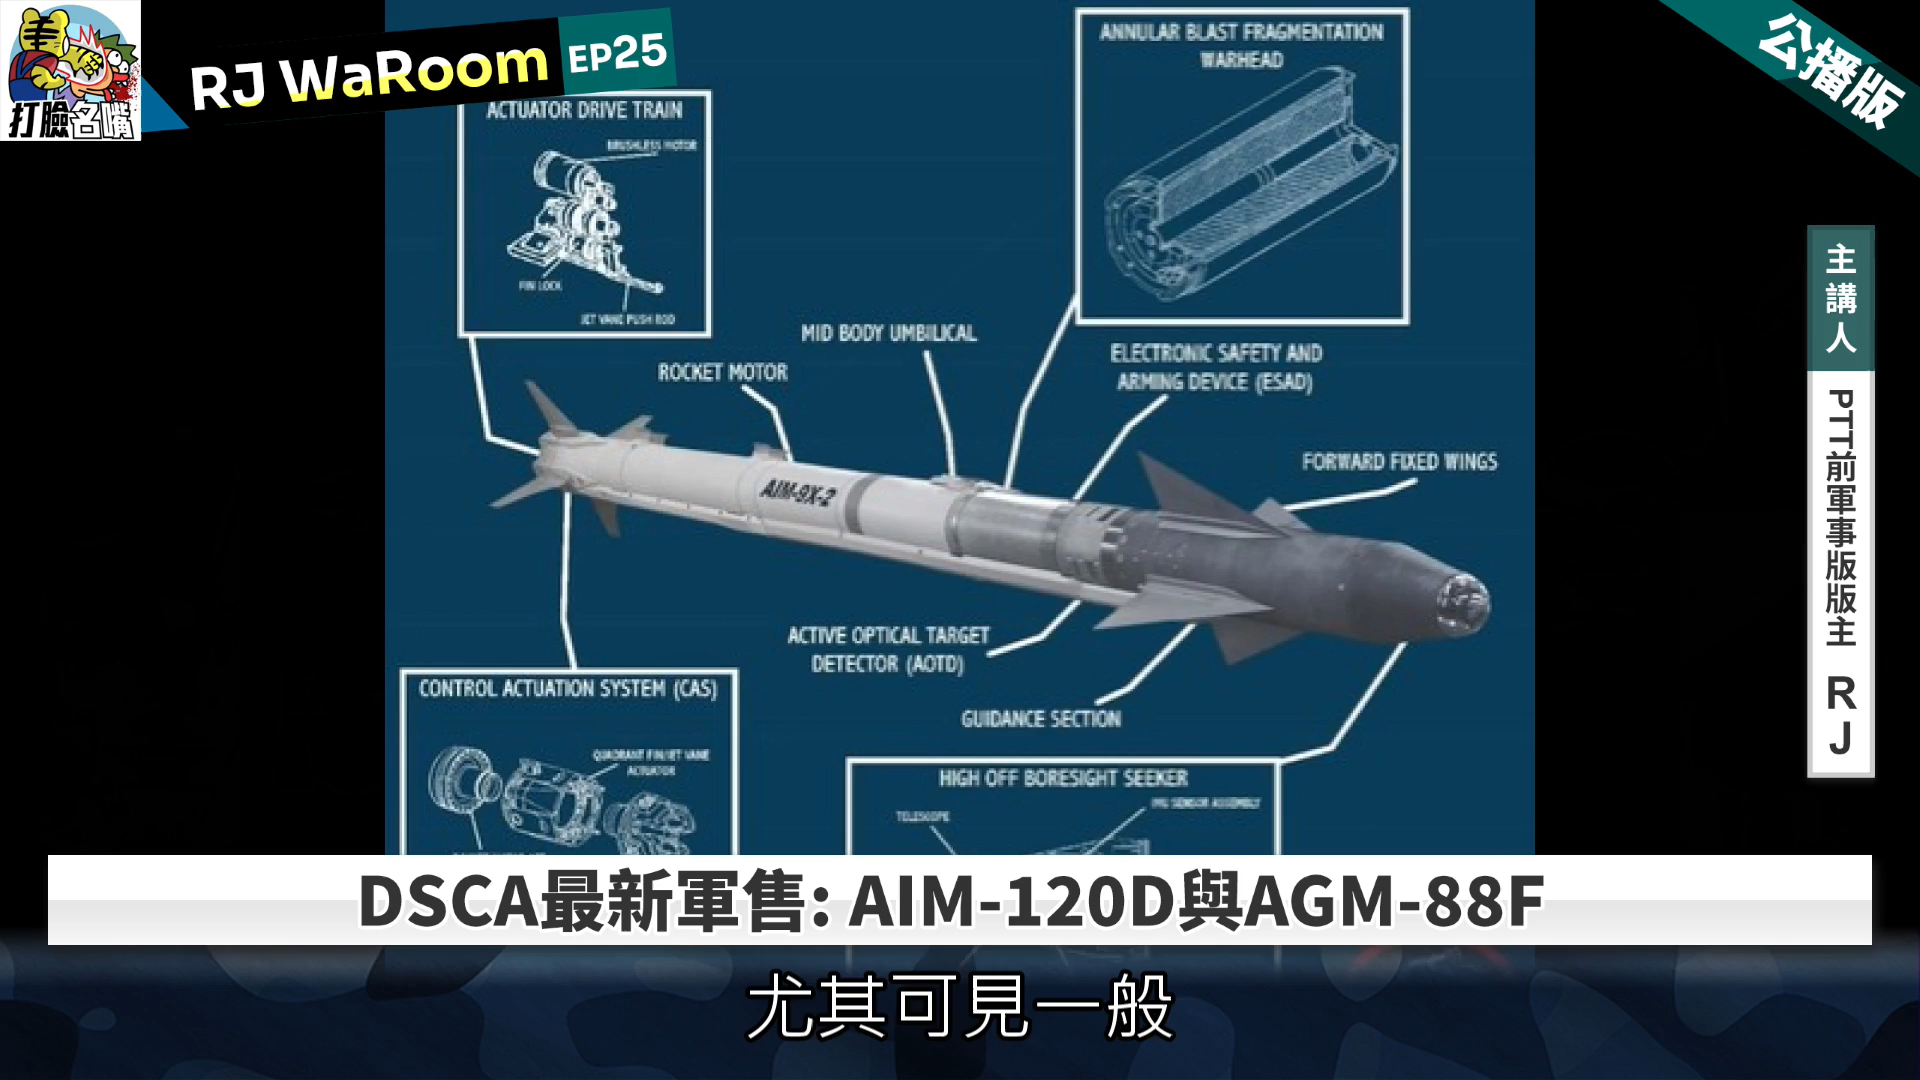 打臉名嘴
RJ WaRoom EP25
公播版
主講人
PTT前軍事版版主 RJ
ANNULAR BLAST FRAGMENTATION
WARHEAD
ACTUATOR DRIVE TRAIN
BRUSHLESS MOTOR
FIN LOCK
JET VANE PUSH ROD
MID BODY UMBILICAL
ROCKET MOTOR
ELECTRONIC SAFETY AND
ARMING DEVICE (ESAD)
FORWARD FIXED WINGS
AIM-9X-2
ACTIVE OPTICAL TARGET
DETECTOR (AOTD)
GUIDANCE SECTION
CONTROL ACTUATION SYSTEM (CAS)
QUADRANT FIN/JET VANE
ACTUATOR
HIGH OFF BORESIGHT SEEKER
TELESCOPE
IMU SENSOR ASSEMBLY
DSCA最新軍售: AIM-120D與AGM-88F
尤其可見一般